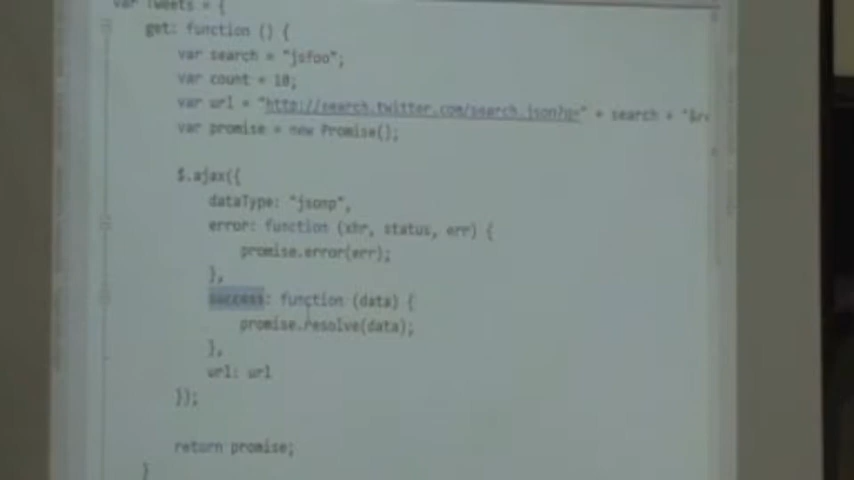 var Tweets = {
get: function () {
var search = "jsfoo";
var count = 10;
var url = "http://search.twitter.com/search.json?q=" + search + "&r
var promise = new Promise();
$.ajax({
dataType: "jsonp",
error: function (xhr, status, err) {
promise.error(err);
},
success: function (data) {
promise.resolve(data);
},
url: url
});
return promise;
}